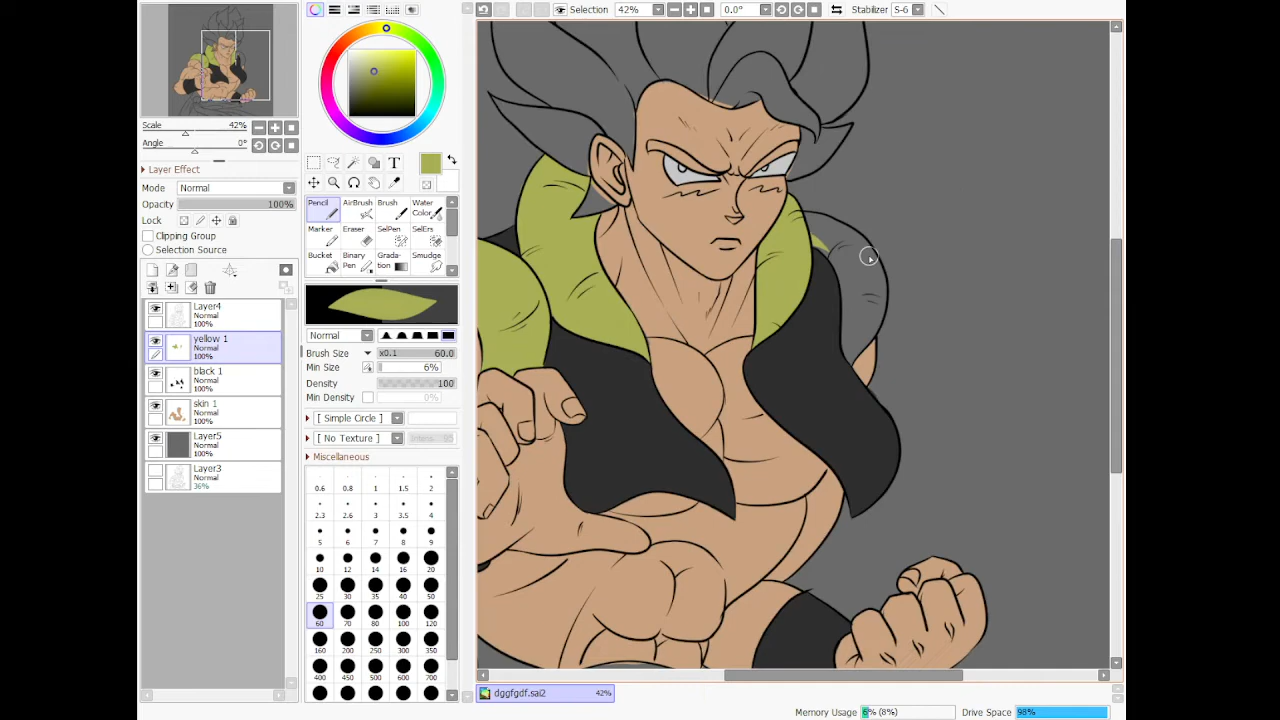 Selection 42% 0.0° Stabilizer S-6
Scale 42%
Angle 0°
Layer Effect
Mode Normal
Opacity 100%
Lock
Clipping Group
Selection Source
Layer4
Normal
100%
yellow 1
Normal
100%
black 1
Normal
100%
skin 1
Normal
100%
Layer5
Normal
100%
Layer3
Normal
36%
T
Pencil AirBrush Brush Water Color
Marker Eraser SelPen SelErs
Bucket Binary Pen Grada-tion Smudge
Normal
Brush Size x0.1 60.0
Min Size 6%
Density 100
Min Density 0%
[ Simple Circle ]
[ No Texture ]
Miscellaneous
0.6 0.8 1 1.5 2
2.3 2.6 3 3.5 4
5 6 7 8 9
10 12 14 16 20
25 30 35 40 50
60 70 80 100 120
160 200 250 300 350
400 450 500 600 700
dggfgdf.sai2 42%
Memory Usage 6% (8%) Drive Space 98%